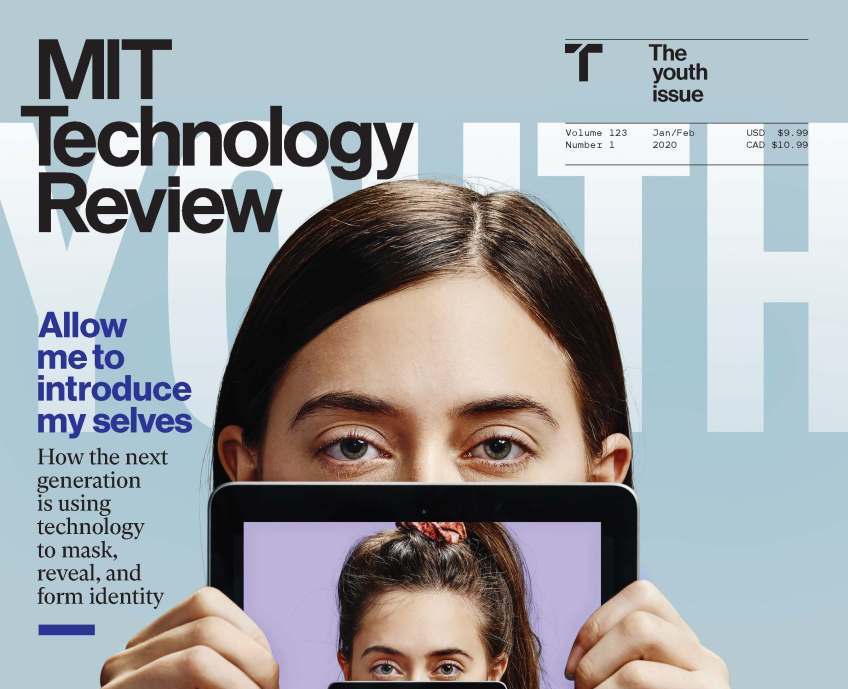 MIT
Technology
Review
The
youth
issue
Volume 123 Jan/Feb USD $9.99
Number 1 2020 CAD $10.99
YOUTH
Allow
me to
introduce
my selves
How the next
generation
is using
technology
to mask,
reveal, and
form identity